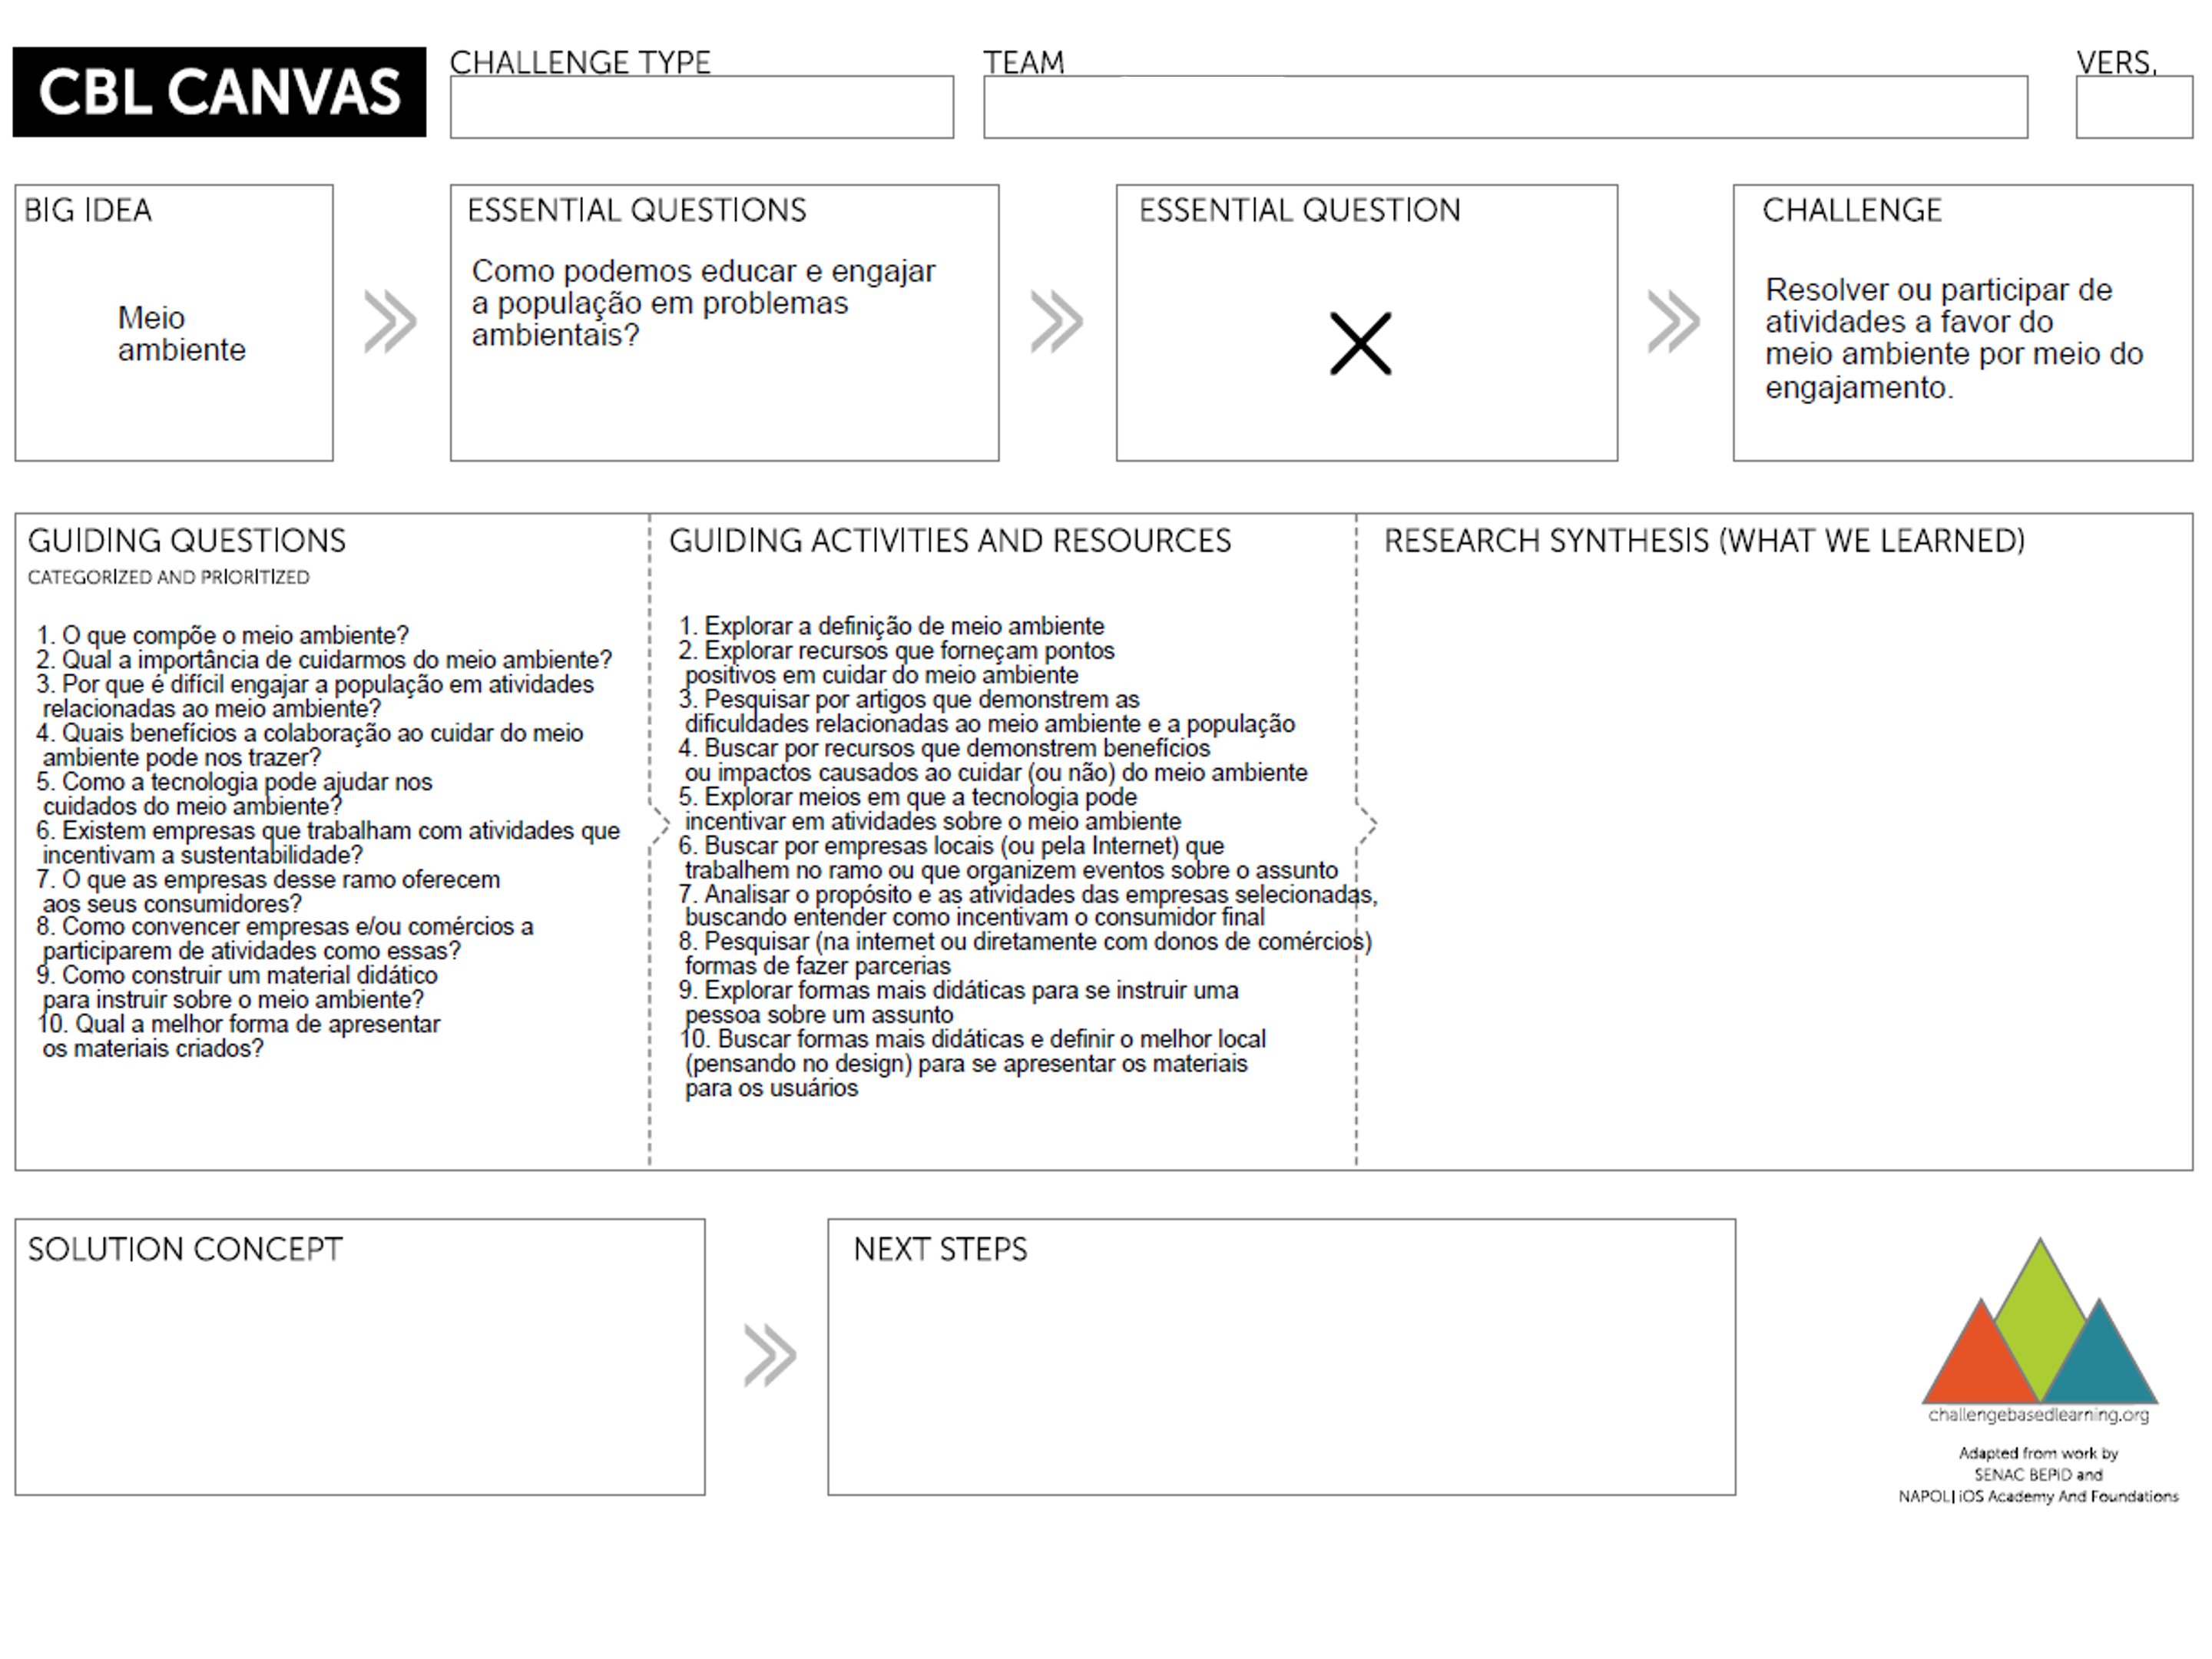 CBL CANVAS
CHALLENGE TYPE
TEAM
VERS.
BIG IDEA
Meio
ambiente
ESSENTIAL QUESTIONS
Como podemos educar e engajar
a população em problemas
ambientais?
ESSENTIAL QUESTION
CHALLENGE
Resolver ou participar de
atividades a favor do
meio ambiente por meio do
engajamento.
GUIDING QUESTIONS
CATEGORIZED AND PRIORITIZED
1. O que compõe o meio ambiente?
2. Qual a importância de cuidarmos do meio ambiente?
3. Por que é difícil engajar a população em atividades
relacionadas ao meio ambiente?
4. Quais benefícios a colaboração ao cuidar do meio
ambiente pode nos trazer?
5. Como a tecnologia pode ajudar nos
cuidados do meio ambiente?
6. Existem empresas que trabalham com atividades que
incentivam a sustentabilidade?
7. O que as empresas desse ramo oferecem
aos seus consumidores?
8. Como convencer empresas e/ou comércios a
participarem de atividades como essas?
9. Como construir um material didático
para instruir sobre o meio ambiente?
10. Qual a melhor forma de apresentar
os materiais criados?
GUIDING ACTIVITIES AND RESOURCES
1. Explorar a definição de meio ambiente
2. Explorar recursos que forneçam pontos
positivos em cuidar do meio ambiente
3. Pesquisar por artigos que demonstrem as
dificuldades relacionadas ao meio ambiente e a população
4. Buscar por recursos que demonstrem benefícios
ou impactos causados ao cuidar (ou não) do meio ambiente
5. Explorar meios em que a tecnologia pode
incentivar em atividades sobre o meio ambiente
6. Buscar por empresas locais (ou pela Internet) que
trabalhem no ramo ou que organizem eventos sobre o assunto
7. Analisar o propósito e as atividades das empresas selecionadas,
buscando entender como incentivam o consumidor final
8. Pesquisar (na internet ou diretamente com donos de comércios)
formas de fazer parcerias
9. Explorar formas mais didáticas para se instruir uma
pessoa sobre um assunto
10. Buscar formas mais didáticas e definir o melhor local
(pensando no design) para se apresentar os materiais
para os usuários
RESEARCH SYNTHESIS (WHAT WE LEARNED)
SOLUTION CONCEPT
NEXT STEPS
challengebasedlearning.org
Adapted from work by
SENAC BEPiD and
NAPOLI iOS Academy And Foundations